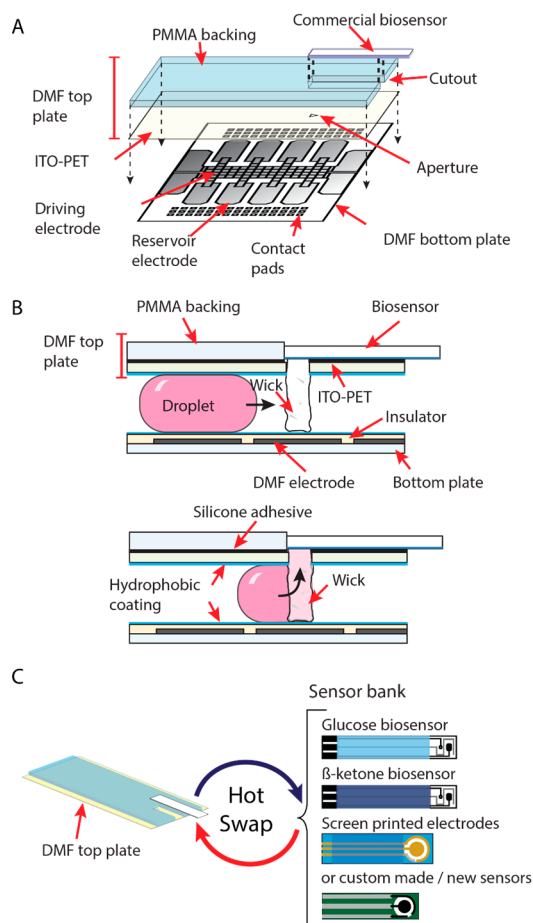 A
Commercial biosensor
PMMA backing
Cutout
DMF top
plate
ITO-PET
Aperture
Driving
electrode
Reservoir
electrode
Contact
pads
DMF bottom plate
B
PMMA backing
Biosensor
DMF top
plate
Wick
ITO-PET
Droplet
Insulator
DMF electrode
Bottom plate
Silicone adhesive
Hydrophobic
coating
Wick
C
Sensor bank
Glucose biosensor
ß-ketone biosensor
Hot
Swap
Screen printed electrodes
DMF top plate
or custom made / new sensors